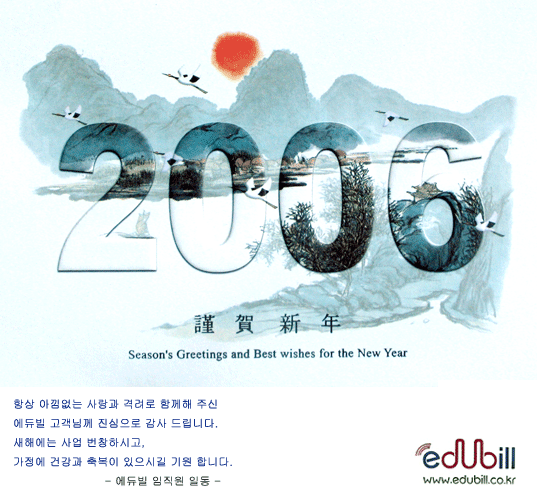 2006
謹賀新年
Season's Greetings and Best wishes for the New Year
항상 아낌없는 사랑과 격려로 함께해 주신
에듀빌 고객님께 진심으로 감사 드립니다.
새해에는 사업 번창하시고,
가정에 건강과 축복이 있으시길 기원 합니다.
- 에듀빌 임직원 일동 -
edUbill
www.edubill.co.kr